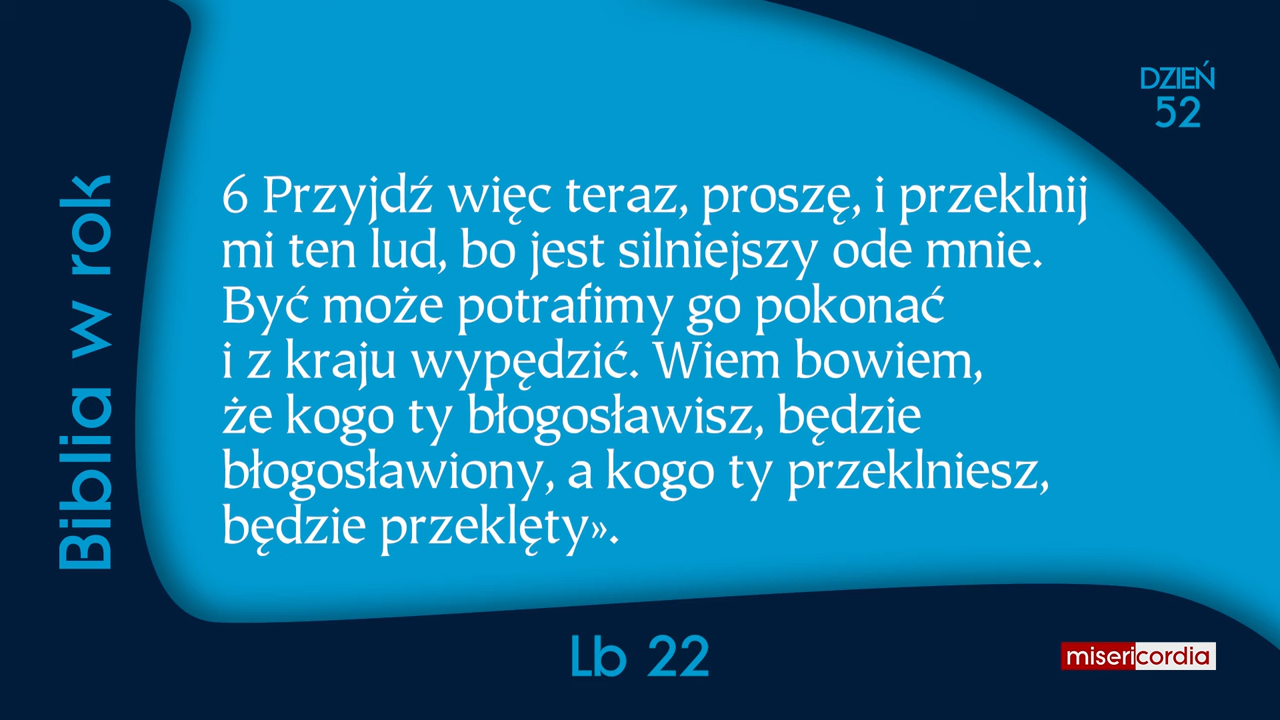 DZIEŃ
52
Biblia w rok
6 Przyjdź więc teraz, proszę, i przeklnij
mi ten lud, bo jest silniejszy ode mnie.
Być może potrafimy go pokonać
i z kraju wypędzić. Wiem bowiem,
że kogo ty błogosławisz, będzie
błogosławiony, a kogo ty przeklniesz,
będzie przeklęty».
Lb 22
misericordia